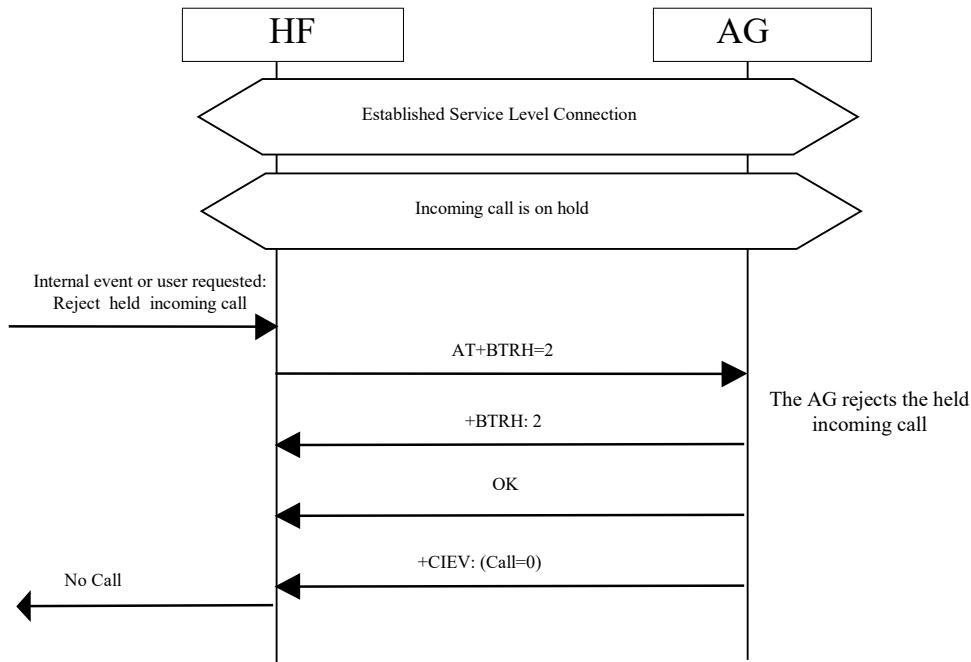 HF
AG
Established Service Level Connection
Incoming call is on hold
Internal event or user requested:
Reject held incoming call
AT+BTRH=2
The AG rejects the held
incoming call
+BTRH: 2
OK
+CIEV: (Call=0)
No Call